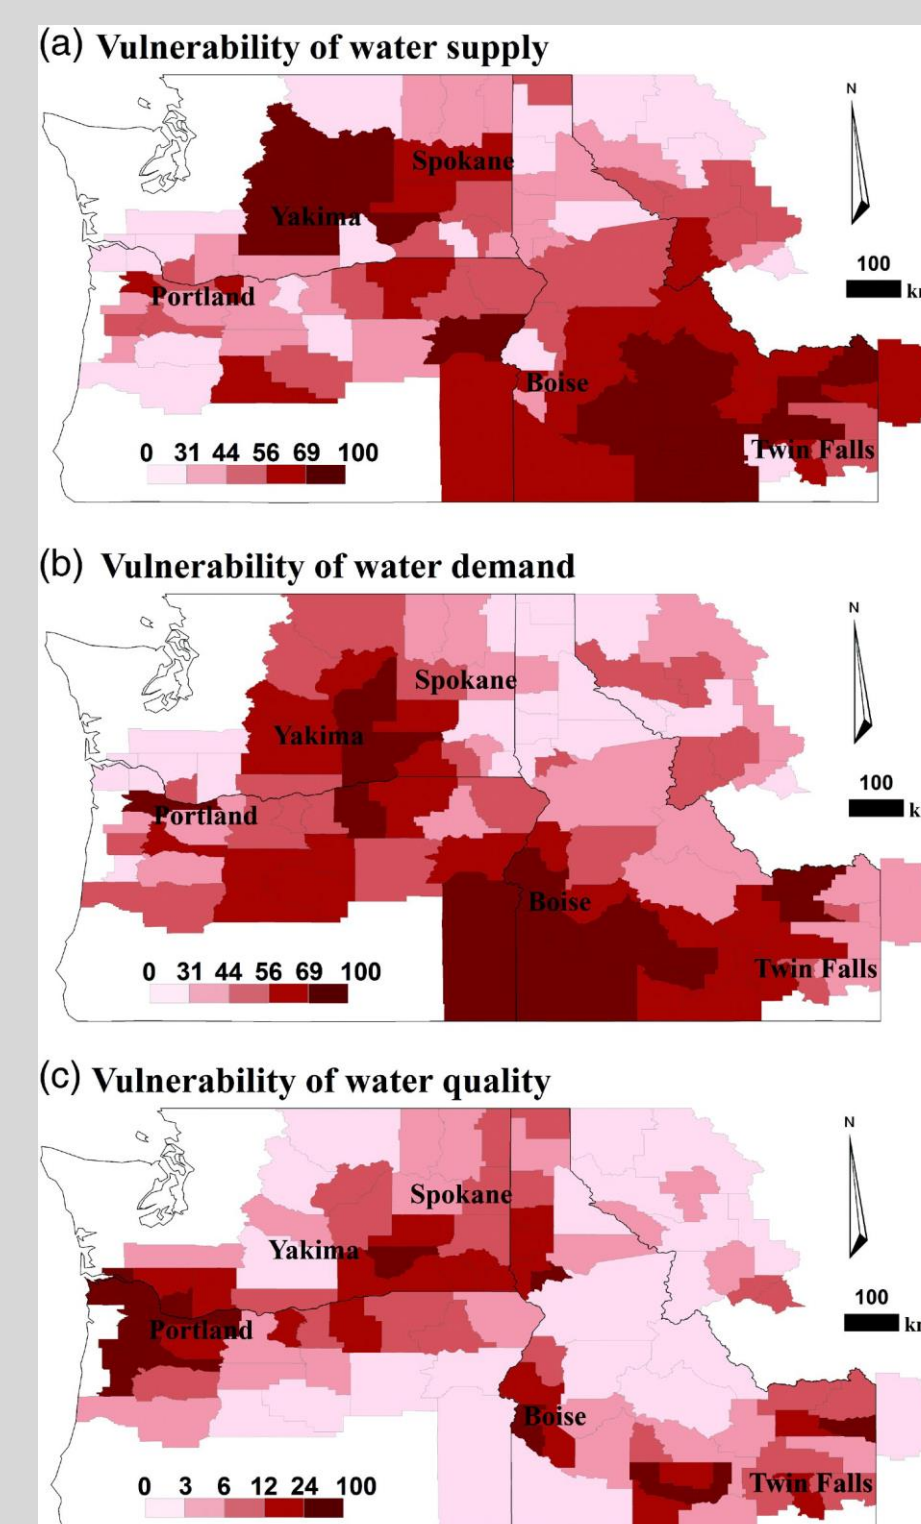 (a) Vulnerability of water supply
N
Spokane
Yakima
100
Portland
Boise
0 31 44 56 69 100
Twin Falls
(b) Vulnerability of water demand
N
Spokane
Yakima
100
Portland
Boise
0 31 44 56 69 100
Twin Falls
(c) Vulnerability of water quality
N
Spokane
Yakima
100
Portland
Boise
0 3 6 12 24 100
Twin Falls